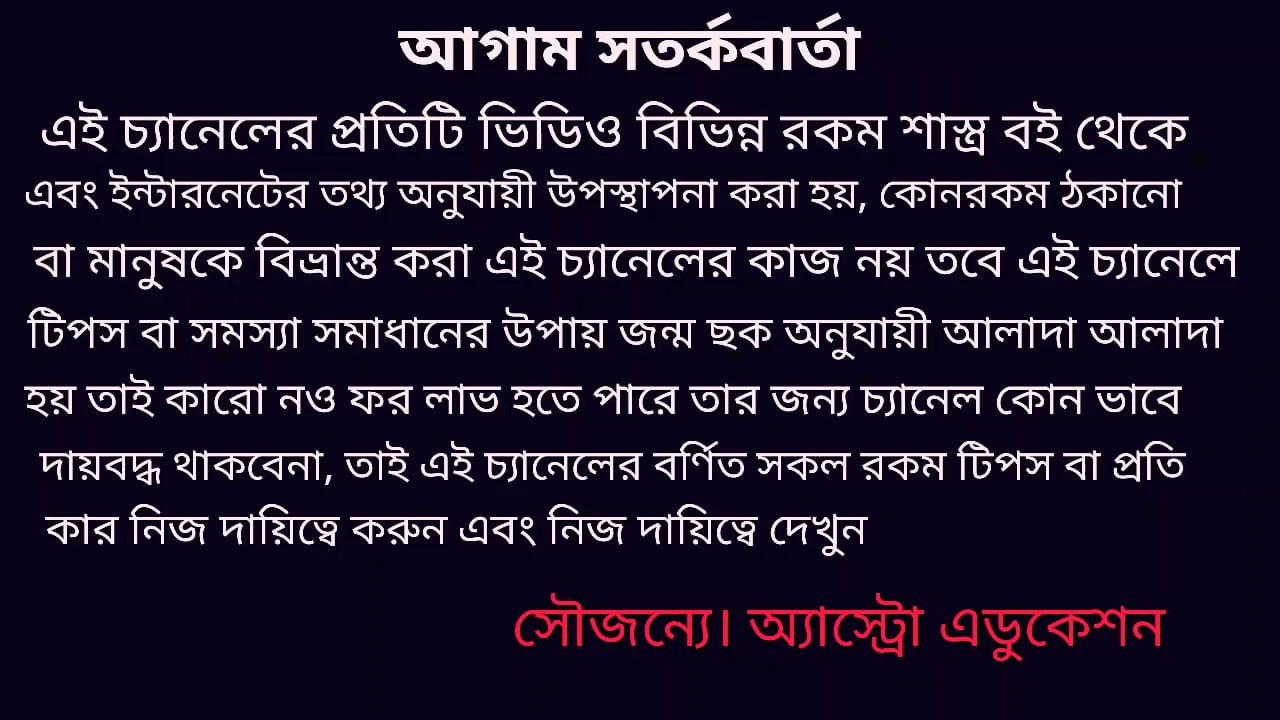 আগাম সতর্কবার্তা
এই চ্যানেলের প্রতিটি ভিডিও বিভিন্ন রকম শাস্ত্র বই থেকে
এবং ইন্টারনেটের তথ্য অনুযায়ী উপস্থাপনা করা হয়, কোনরকম ঠকানো
বা মানুষকে বিভ্রান্ত করা এই চ্যানেলের কাজ নয় তবে এই চ্যানেলে
টিপস বা সমস্যা সমাধানের উপায় জন্ম ছক অনুযায়ী আলাদা আলাদা
হয় তাই কারো নও ফর লাভ হতে পারে তার জন্য চ্যানেল কোন ভাবে
দায়বদ্ধ থাকবেনা, তাই এই চ্যানেলের বর্ণিত সকল রকম টিপস বা প্রতি
কার নিজ দায়িত্বে করুন এবং নিজ দায়িত্বে দেখুন
সৌজন্যে। অ্যাস্ট্রো এডুকেশন